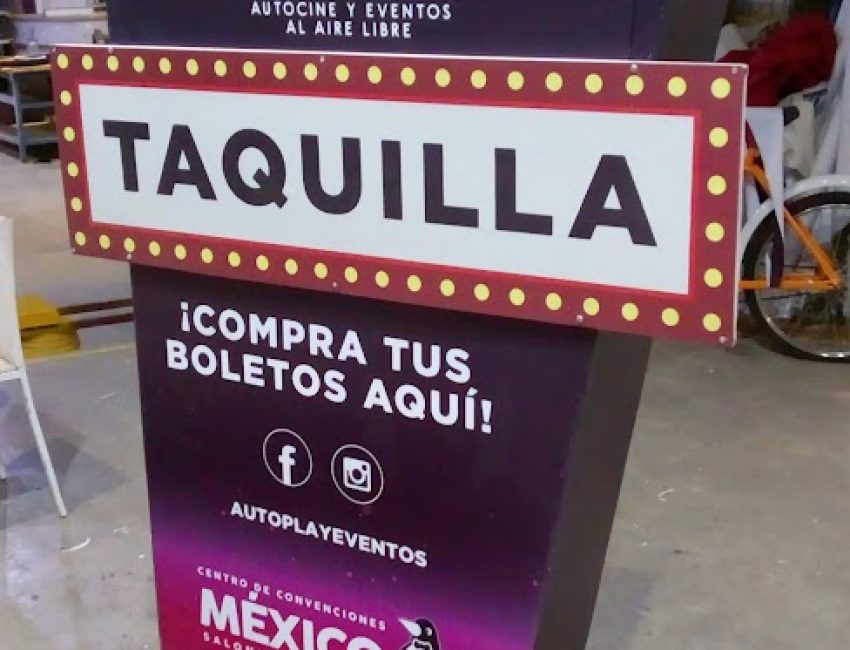 AUTOCINE Y EVENTOS
AL AIRE LIBRE
TAQUILLA
¡COMPRA TUS
BOLETOS AQUÍ!
AUTOPLAYEVENTOS
CENTRO DE CONVENCIONES
MÉXICO